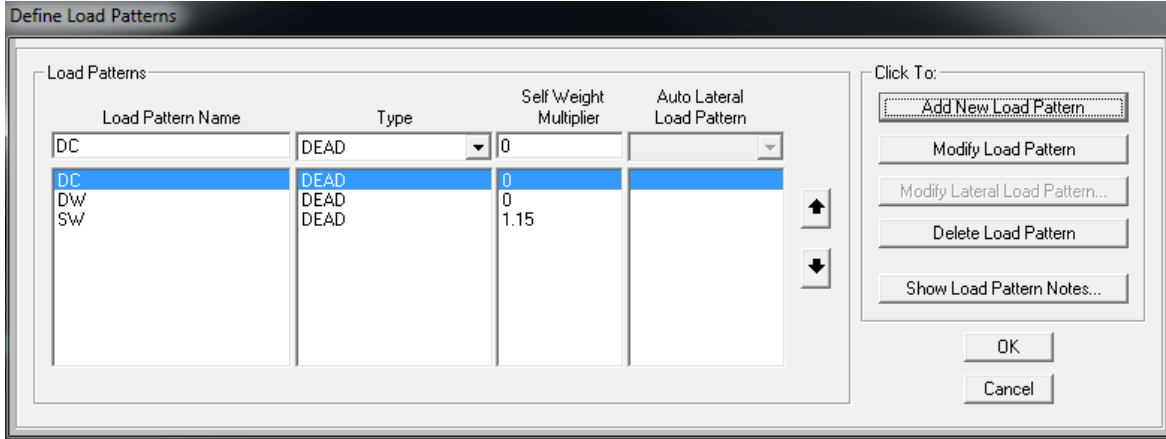 Define Load Patterns
Load Patterns
Click To:
Load Pattern Name
Type
Self Weight
Multiplier
Auto Lateral
Load Pattern
Add New Load Pattern
DC
DEAD
0
Modify Load Pattern
DC DEAD 0
DW DEAD 0
SW DEAD 1.15
Modify Lateral Load Pattern...
Delete Load Pattern
Show Load Pattern Notes...
OK
Cancel